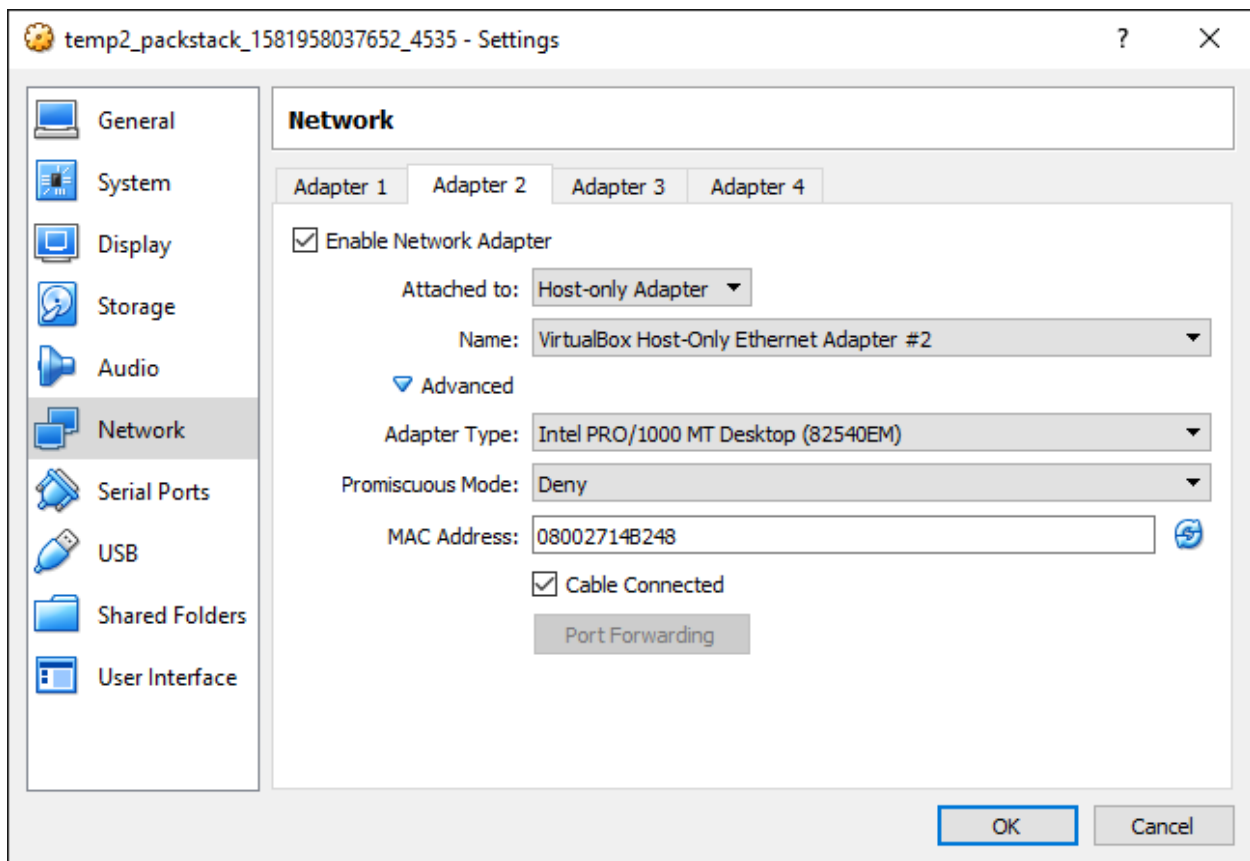 temp2_packstack_1581958037652_4535 - Settings
?
General
System
Display
Storage
Audio
Network
Serial Ports
USB
Shared Folders
User Interface
Network
Adapter 1 Adapter 2 Adapter 3 Adapter 4
Enable Network Adapter
Attached to: Host-only Adapter
Name: VirtualBox Host-Only Ethernet Adapter #2
Advanced
Adapter Type: Intel PRO/1000 MT Desktop (82540EM)
Promiscuous Mode: Deny
MAC Address: 08002714B248
Cable Connected
Port Forwarding
OK Cancel